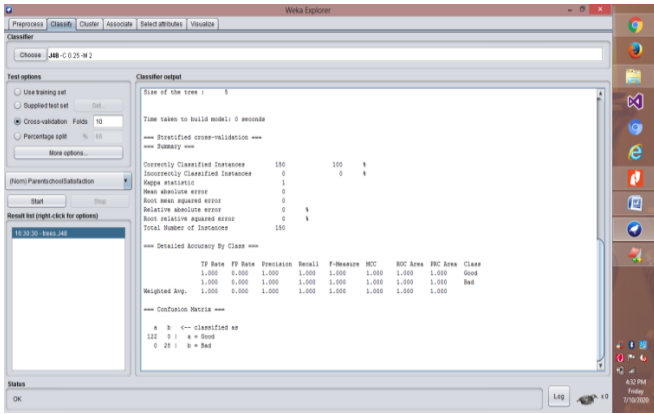 Weka Explorer
Preprocess Classify Cluster Associate Select attributes Visualize
Classifier
Choose J48 -C 0.25 -M 2
Test options
Use training set
Supplied test set Set...
Cross-validation Folds 10
Percentage split % 66
More options...
(Nom) ParentschoolSatisfaction
Start Stop
Result list (right-click for options)
16:30:30 - trees.J48
Classifier output
Size of the tree : 5
Time taken to build model: 0 seconds
=== Stratified cross-validation ===
=== Summary ===
Correctly Classified Instances 150 100 %
Incorrectly Classified Instances 0 0 %
Kappa statistic 1
Mean absolute error 0
Root mean squared error 0
Relative absolute error 0 %
Root relative squared error 0 %
Total Number of Instances 150
=== Detailed Accuracy By Class ===
TP Rate FP Rate Precision Recall F-Measure MCC ROC Area PRC Area Class
1.000 0.000 1.000 1.000 1.000 1.000 1.000 1.000 Good
1.000 0.000 1.000 1.000 1.000 1.000 1.000 1.000 Bad
Weighted Avg. 1.000 0.000 1.000 1.000 1.000 1.000 1.000 1.000
=== Confusion Matrix ===
a b <-- classified as
122 0 | a = Good
0 28 | b = Bad
Status
OK
Log
x 0
4:32 PM
Friday
7/10/2020